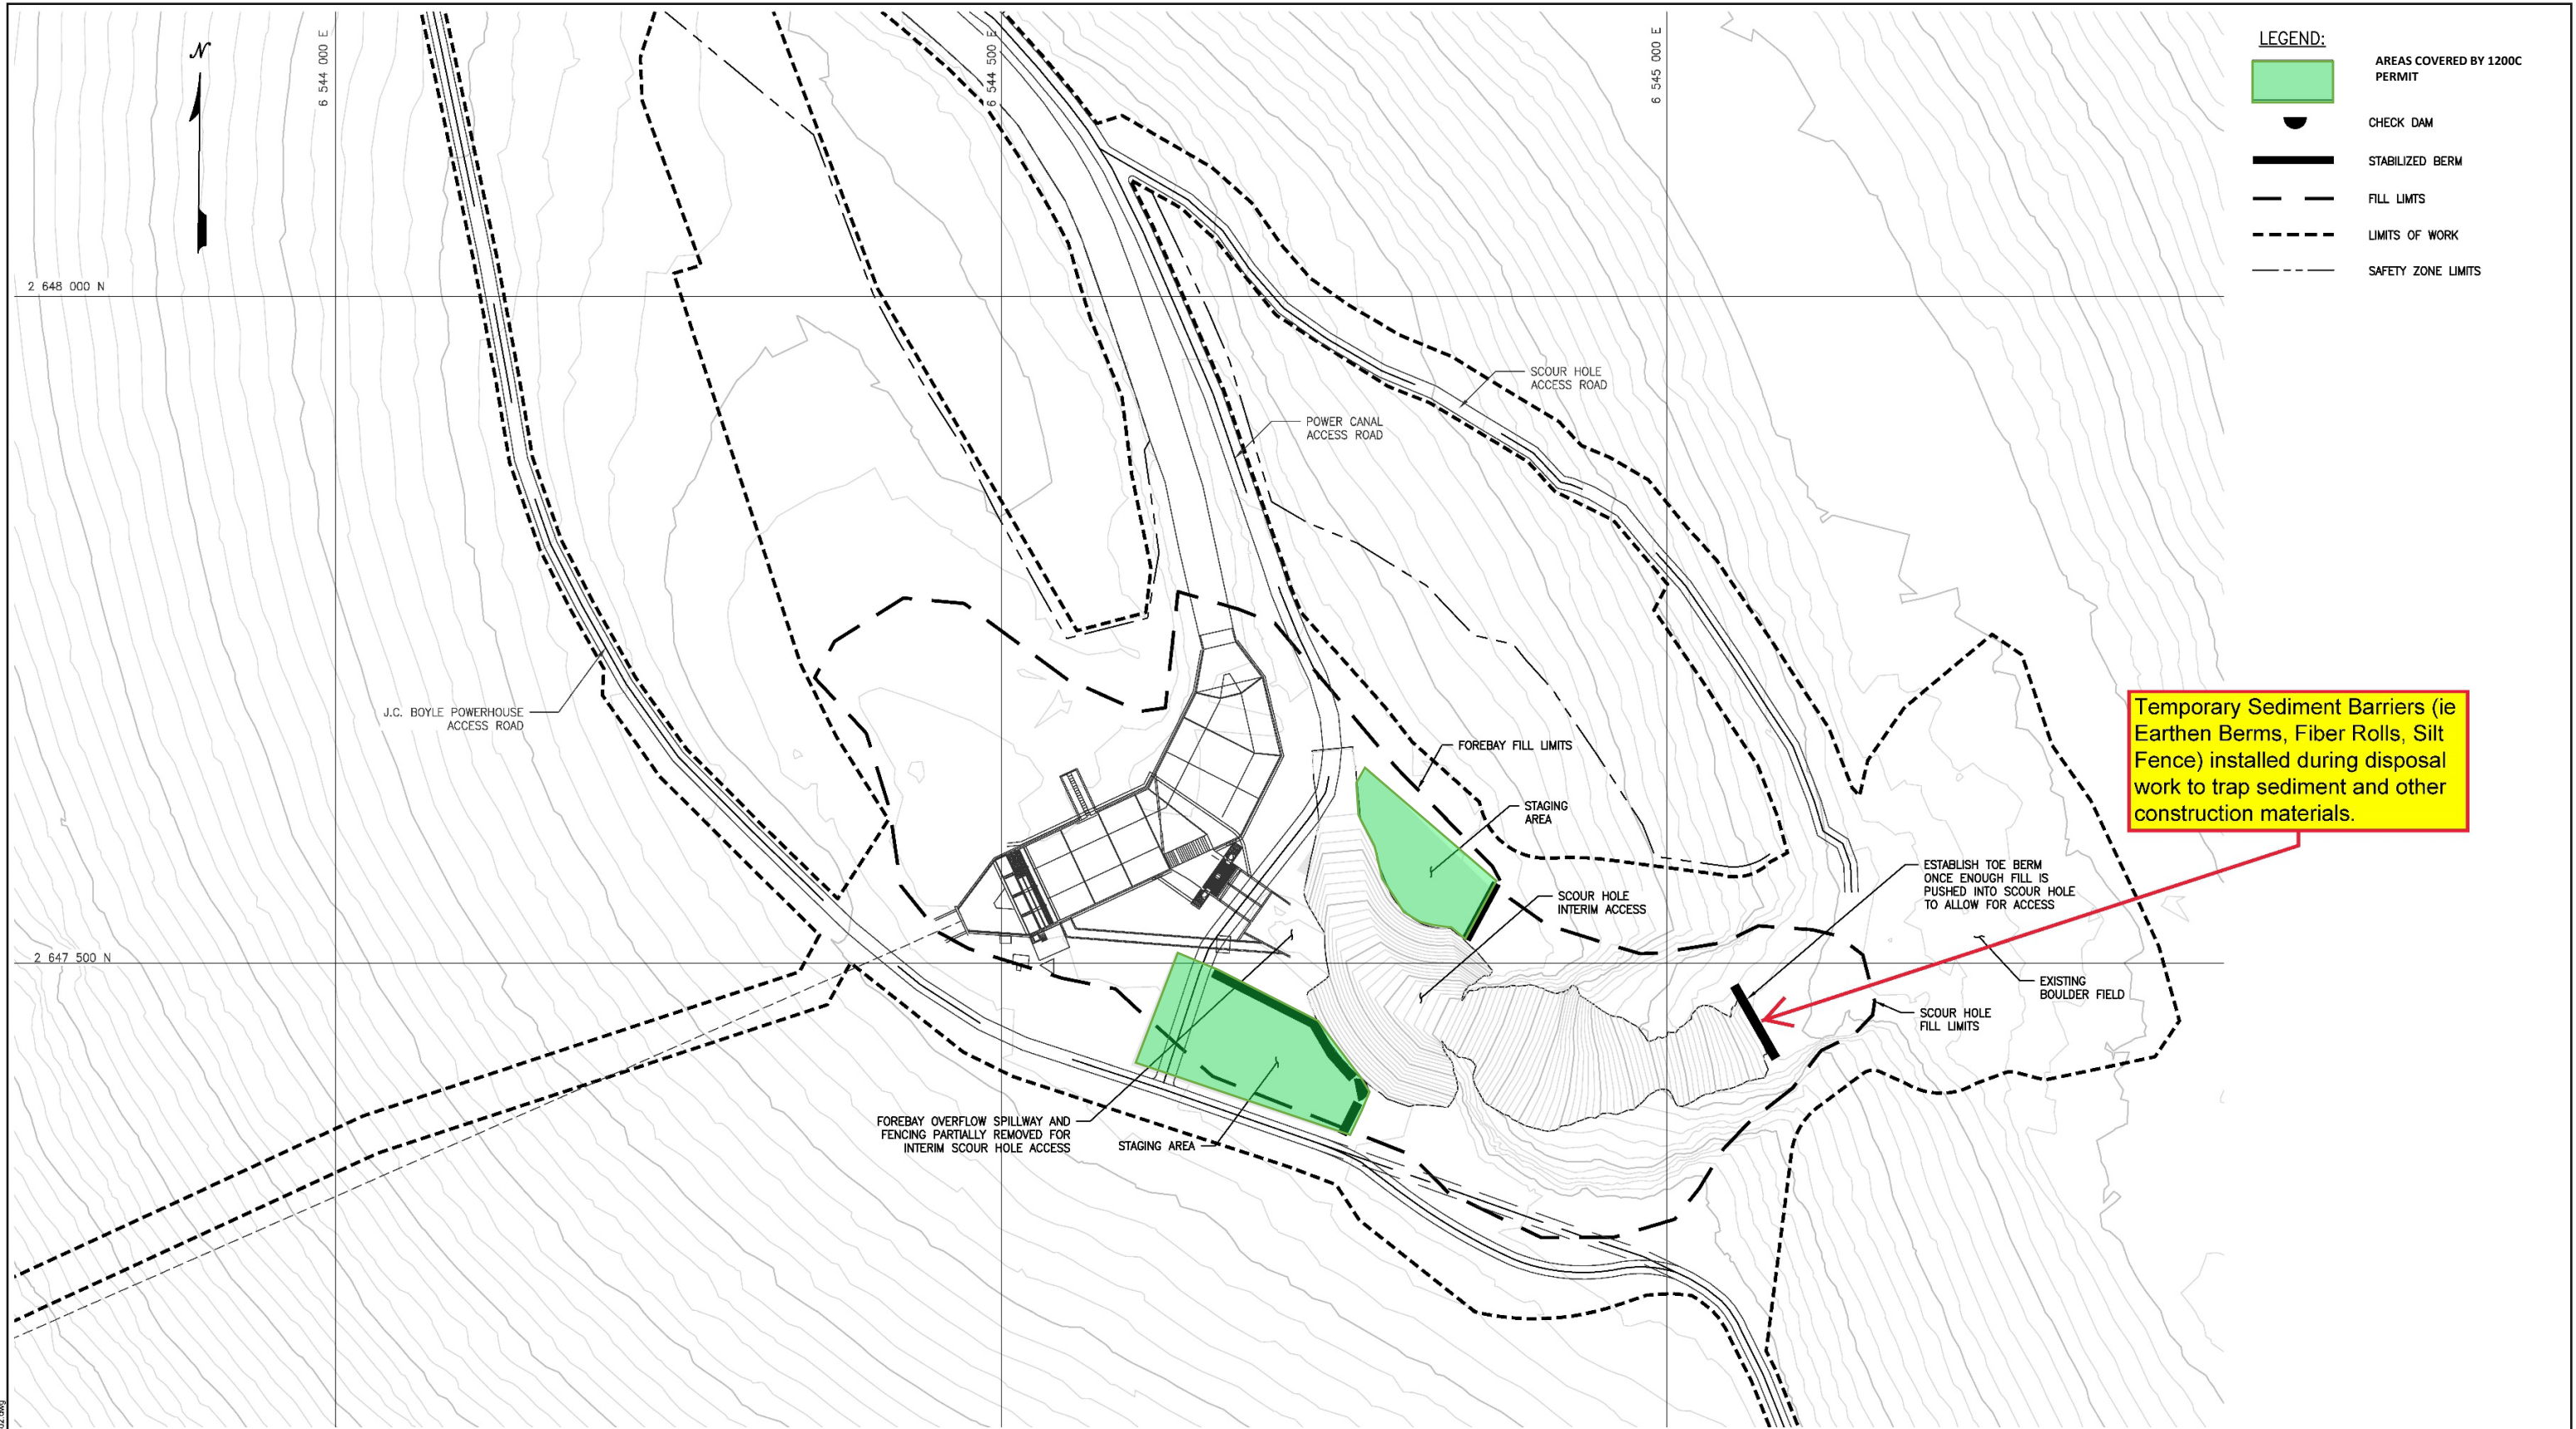 N
6 544 000 E
6 544 500 E
6 545 000 E
LEGEND:
AREAS COVERED BY 1200C
PERMIT
CHECK DAM
STABILIZED BERM
FILL LIMTS
LIMITS OF WORK
SAFETY ZONE LIMITS
2 648 000 N
SCOUR HOLE
ACCESS ROAD
POWER CANAL
ACCESS ROAD
J.C. BOYLE POWERHOUSE
ACCESS ROAD
Temporary Sediment Barriers (ie
Earthen Berms, Fiber Rolls, Silt
Fence) installed during disposal
work to trap sediment and other
construction materials.
FOREBAY FILL LIMITS
STAGING
AREA
SCOUR HOLE
INTERIM ACCESS
ESTABLISH TOE BERM
ONCE ENOUGH FILL IS
PUSHED INTO SCOUR HOLE
TO ALLOW FOR ACCESS
2 647 500 N
EXISTING
BOULDER FIELD
SCOUR HOLE
FILL LIMITS
FOREBAY OVERFLOW SPILLWAY AND
FENCING PARTIALLY REMOVED FOR
INTERIM SCOUR HOLE ACCESS
STAGING AREA